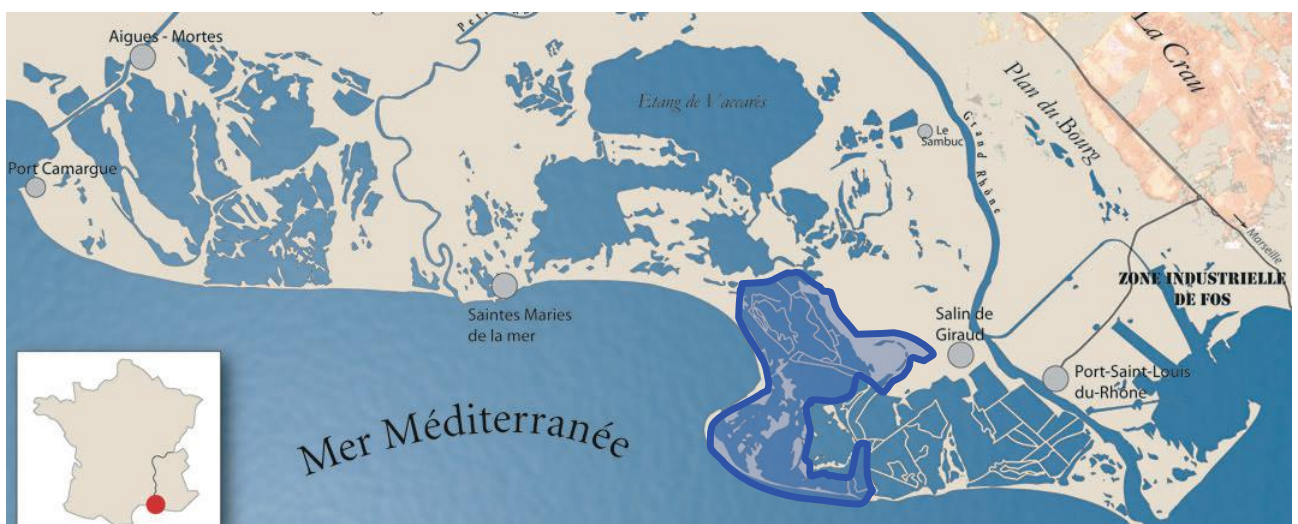 Aigues - Mortes
Port Camargue
Etang de Vaccarès
Le
Sambuc
Grand Rhône
Plan du Bourg
La Crau
Marseille
ZONE INDUSTRIELLE
DE FOS
Saintes Maries
de la mer
Salin de
Giraud
Port-Saint-Louis
du-Rhône
Mer Méditerranée